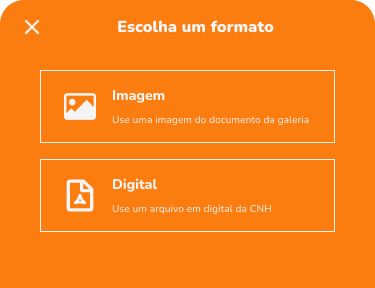 Escolha um formato
Imagem
Use uma imagem do documento da galeria
Digital
Use um arquivo em digital da CNH